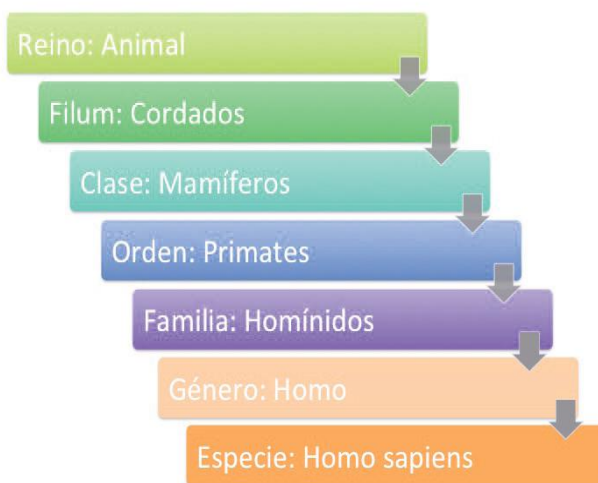 Reino: Animal
Filum: Cordados
Clase: Mamíferos
Orden: Primates
Familia: Homínidos
Género: Homo
Especie: Homo sapiens